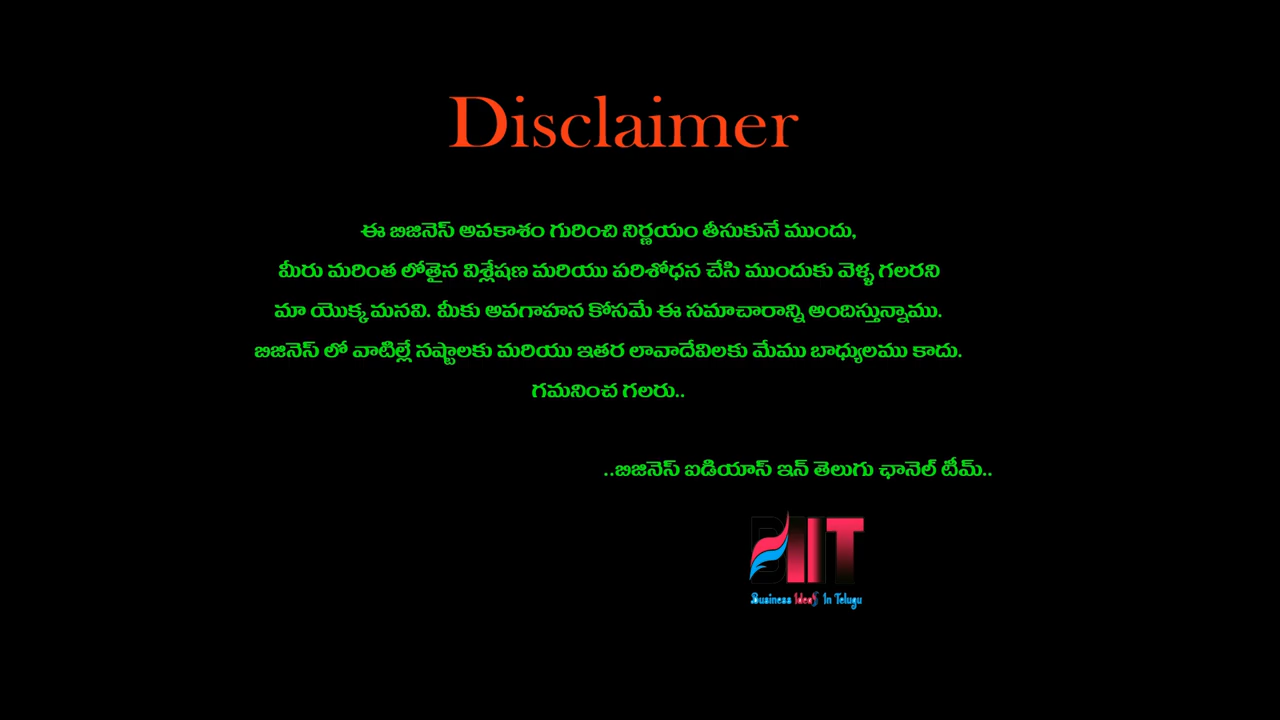 Disclaimer
ఈ బిజినెస్ అవకాశం గురించి నిర్ణయం తీసుకునే ముందు,
మీరు మరింత లోతైన విశ్లేషణ మరియు పరిశోధన చేసి ముందుకు వెళ్ళ గలరని
మా యొక్క మనవి. మీకు అవగాహన కోసమే ఈ సమాచారాన్ని అందిస్తున్నాము.
బిజినెస్ లో వాటిల్లే నష్టాలకు మరియు ఇతర లావాదేవిలకు మేము బాధ్యులము కాదు.
గమనించ గలరు..
..బిజినెస్ ఐడియాస్ ఇన్ తెలుగు ఛానెల్ టీమ్..
BIIT
Business IdeaS In Telugu